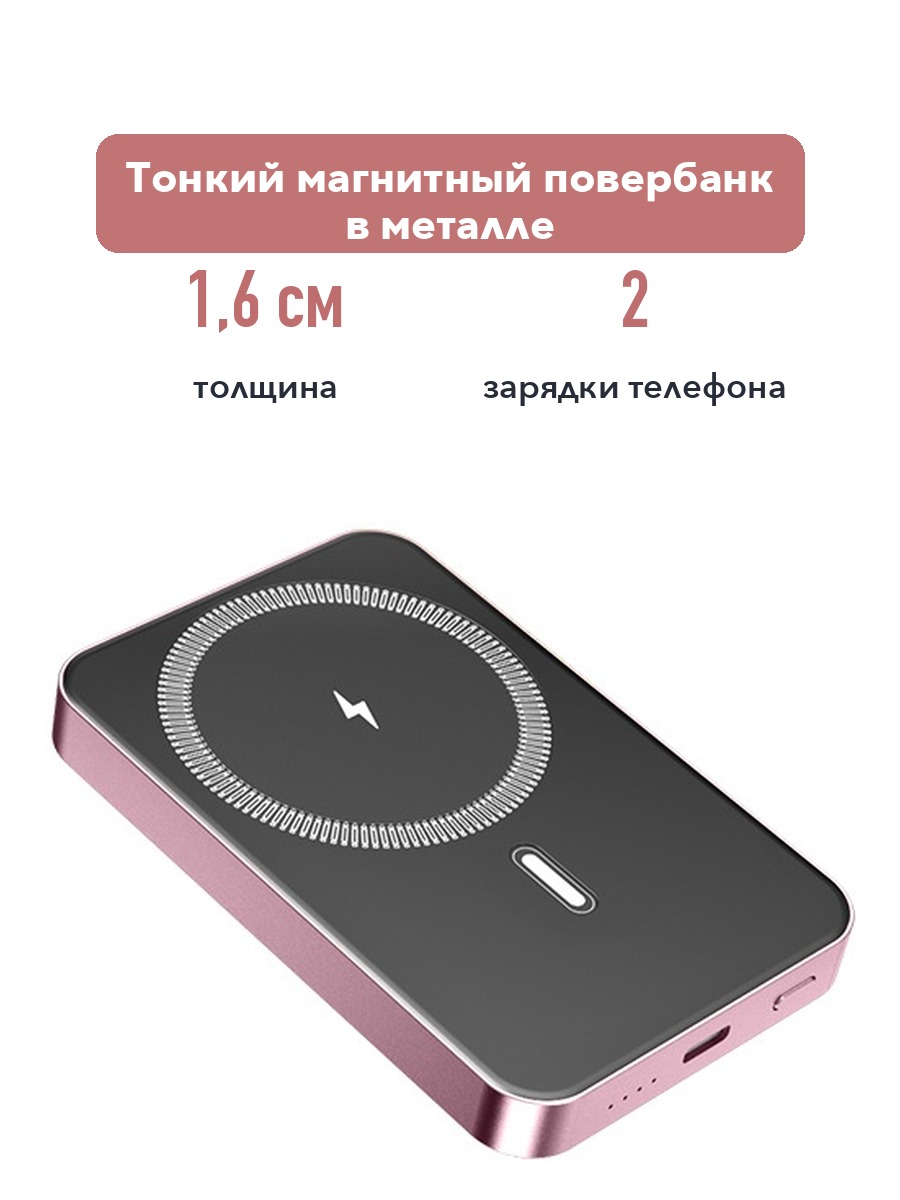 Тонкий магнитный повербанк
в металле
1,6 см
2
толщина
зарядки телефона